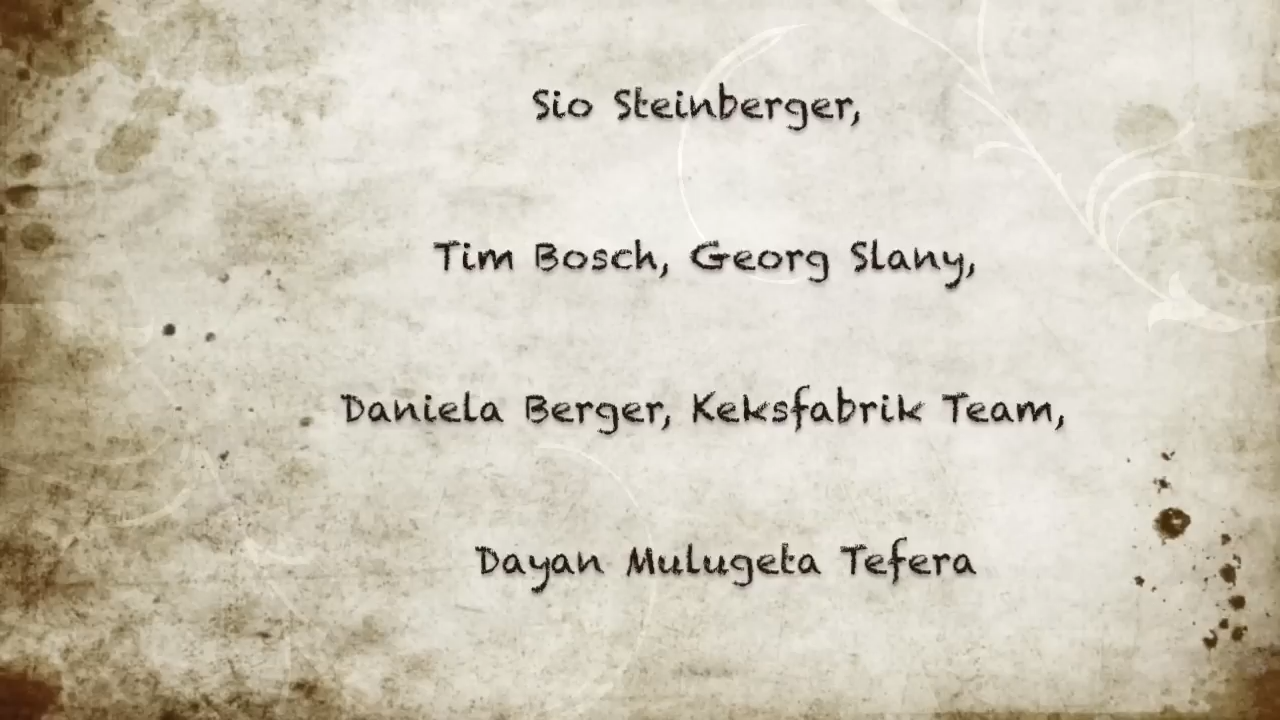 Sio Steinberger,
Tim Bosch, Georg Slany,
Daniela Berger, Keksfabrik Team,
Dayan Mulugeta Tefera